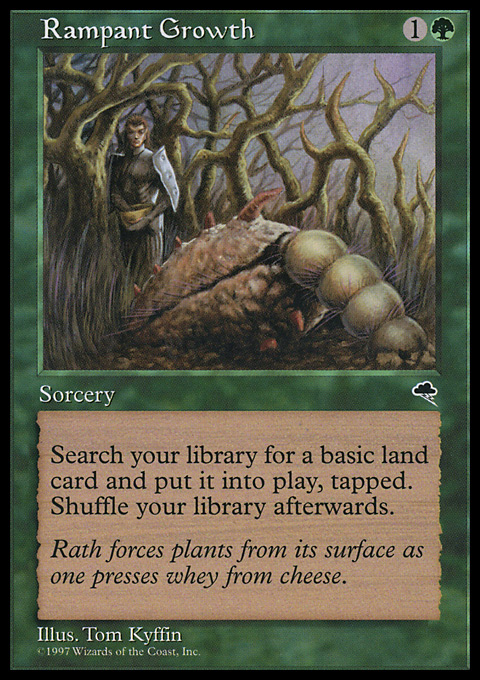 Rampant Growth 1
Sorcery
Search your library for a basic land
card and put it into play, tapped.
Shuffle your library afterwards.
Rath forces plants from its surface as
one presses whey from cheese.
Illus. Tom Kyffin
©1997 Wizards of the Coast, Inc.